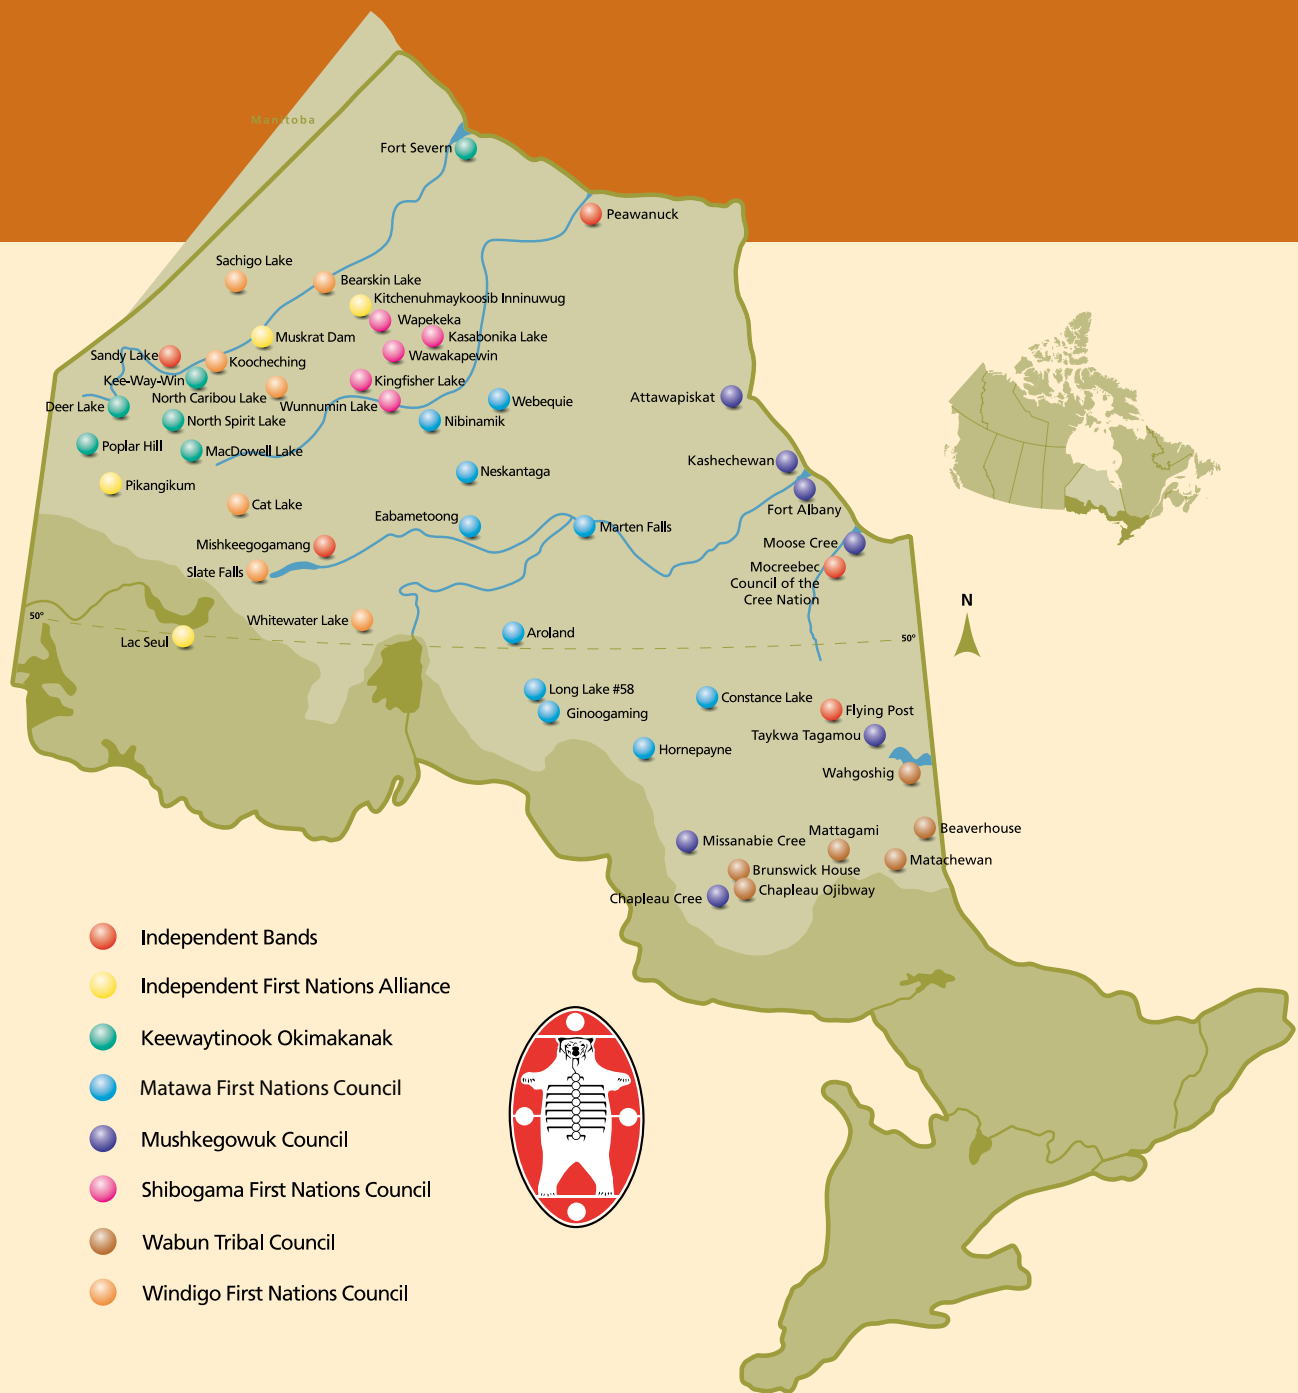 Manitoba
Fort Severn
Peawanuck
Sachigo Lake
Bearskin Lake
Kitchenuhmaykoosib Inninuwug
Wapekeka
Muskrat Dam
Kasabonika Lake
Sandy Lake
Wawakapewin
Koocheching
Kee-Way-Win
Kingfisher Lake
North Caribou Lake
Wunnumin Lake
Webequie
Attawapiskat
Deer Lake
North Spirit Lake
Nibinamik
Poplar Hill
MacDowell Lake
Kashechewan
Neskantaga
Pikangikum
Cat Lake
Fort Albany
Eabametoong
Marten Falls
Mishkeegogamang
Moose Cree
Slate Falls
Mocreebec
Council of the
Cree Nation
N
50°
Whitewater Lake
Lac Seul
Aroland
50°
Long Lake #58
Constance Lake
Ginoogaming
Flying Post
Taykwa Tagamou
Hornepayne
Wahgoshig
Mattagami
Beaverhouse
Missanabie Cree
Matachewan
Brunswick House
Chapleau Ojibway
Chapleau Cree
Independent Bands
Independent First Nations Alliance
Keewaytinook Okimakanak
Matawa First Nations Council
Mushkegowuk Council
Shibogama First Nations Council
Wabun Tribal Council
Windigo First Nations Council